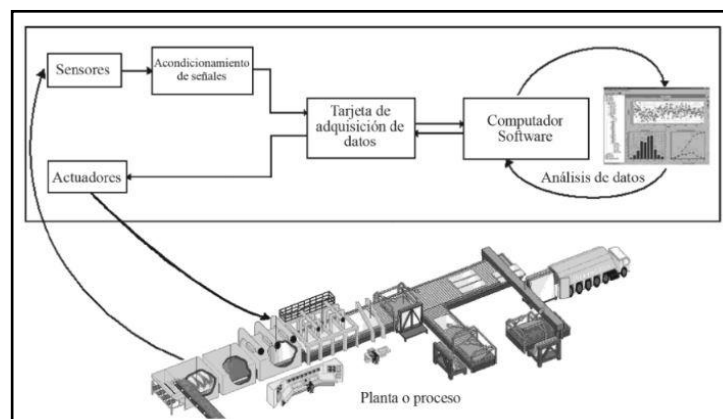 Sensores
Acondicionamiento
de señales
Tarjeta de
adquisición de
datos
Computador
Software
Análisis de datos
Actuadores
Planta o proceso